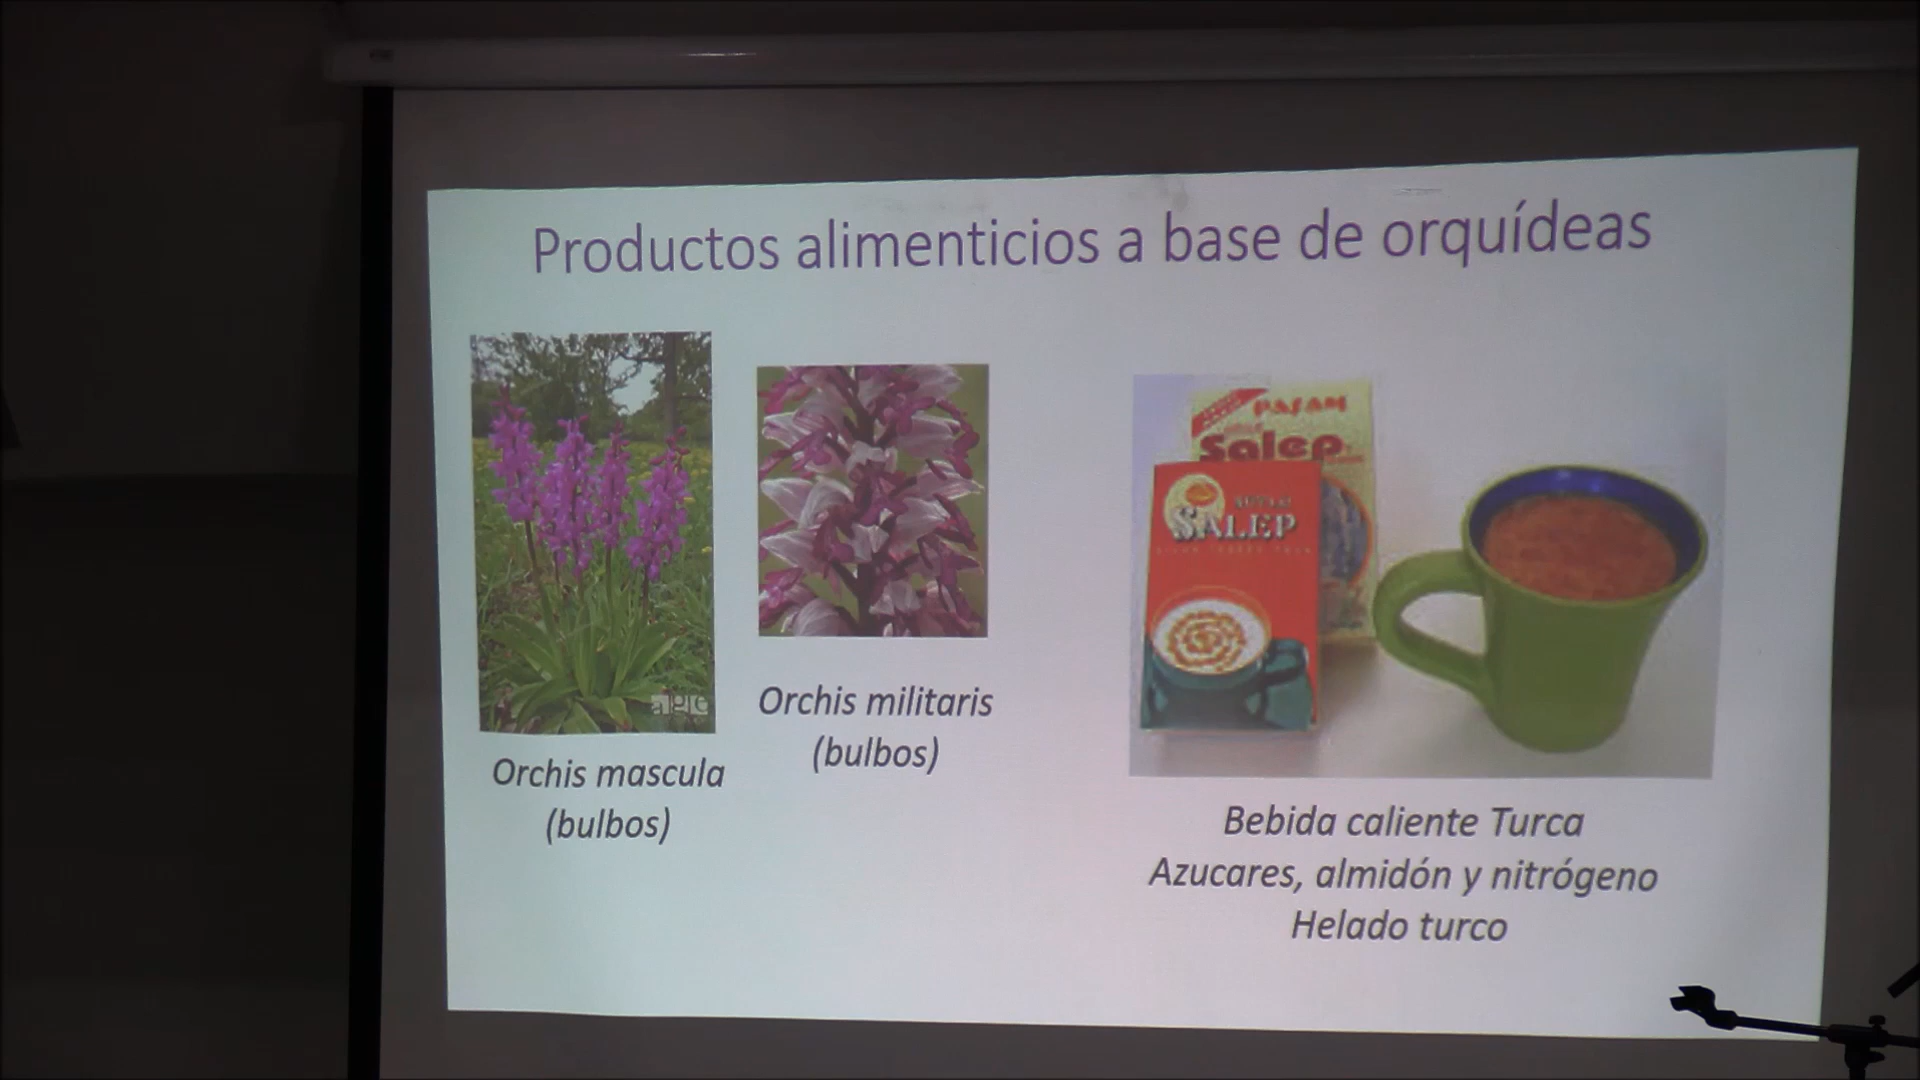 Productos alimenticios a base de orquídeas
PAŞAM
Salep
SALEP
algre
Orchis militaris
(bulbos)
Orchis mascula
(bulbos)
Bebida caliente Turca
Azucares, almidón y nitrógeno
Helado turco